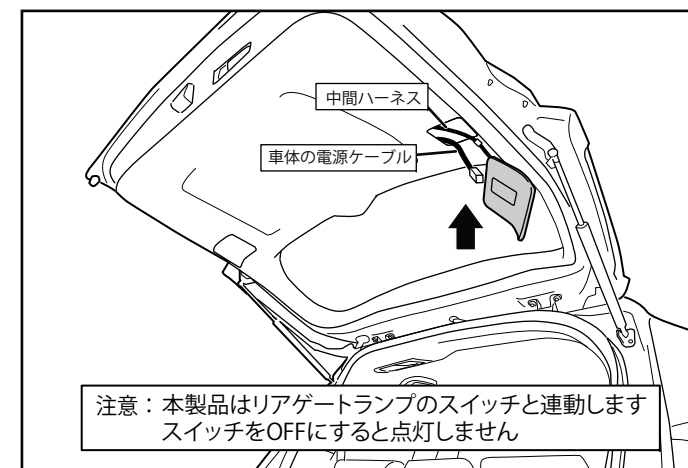 中間ハーネス
車体の電源ケーブル
注意：本製品はリアゲートランプのスイッチと連動します
スイッチをOFFにすると点灯しません